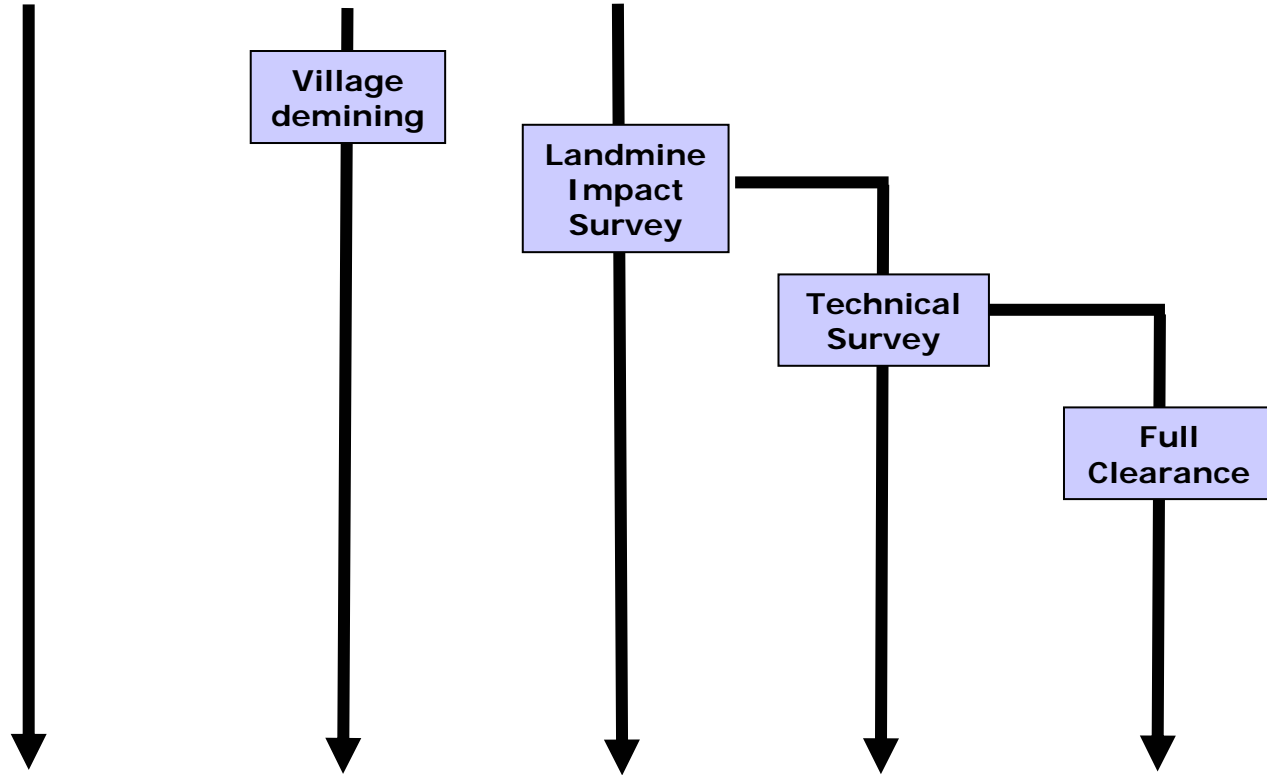 Village
demining
Landmine
Impact
Survey
Technical
Survey
Full
Clearance